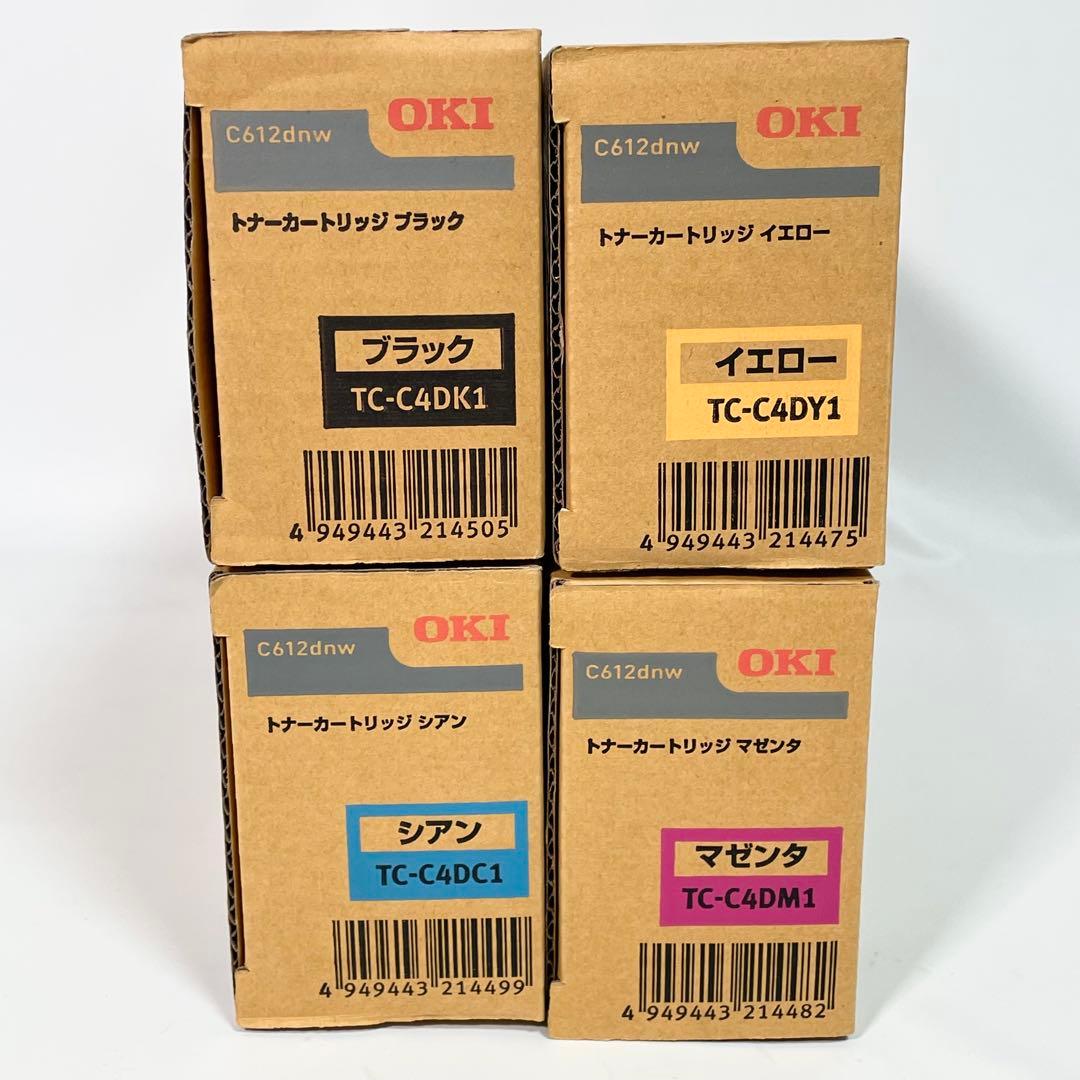 OKI
C612dnw
トナーカートリッジ ブラック
ブラック
TC-C4DK1
4 949443 214505
OKI
C612dnw
トナーカートリッジ イエロー
イエロー
TC-C4DY1
4 949443 214475
OKI
C612dnw
トナーカートリッジ シアン
シアン
TC-C4DC1
4 949443 214499
OKI
C612dnw
トナーカートリッジ マゼンタ
マゼンタ
TC-C4DM1
4 949443 214482